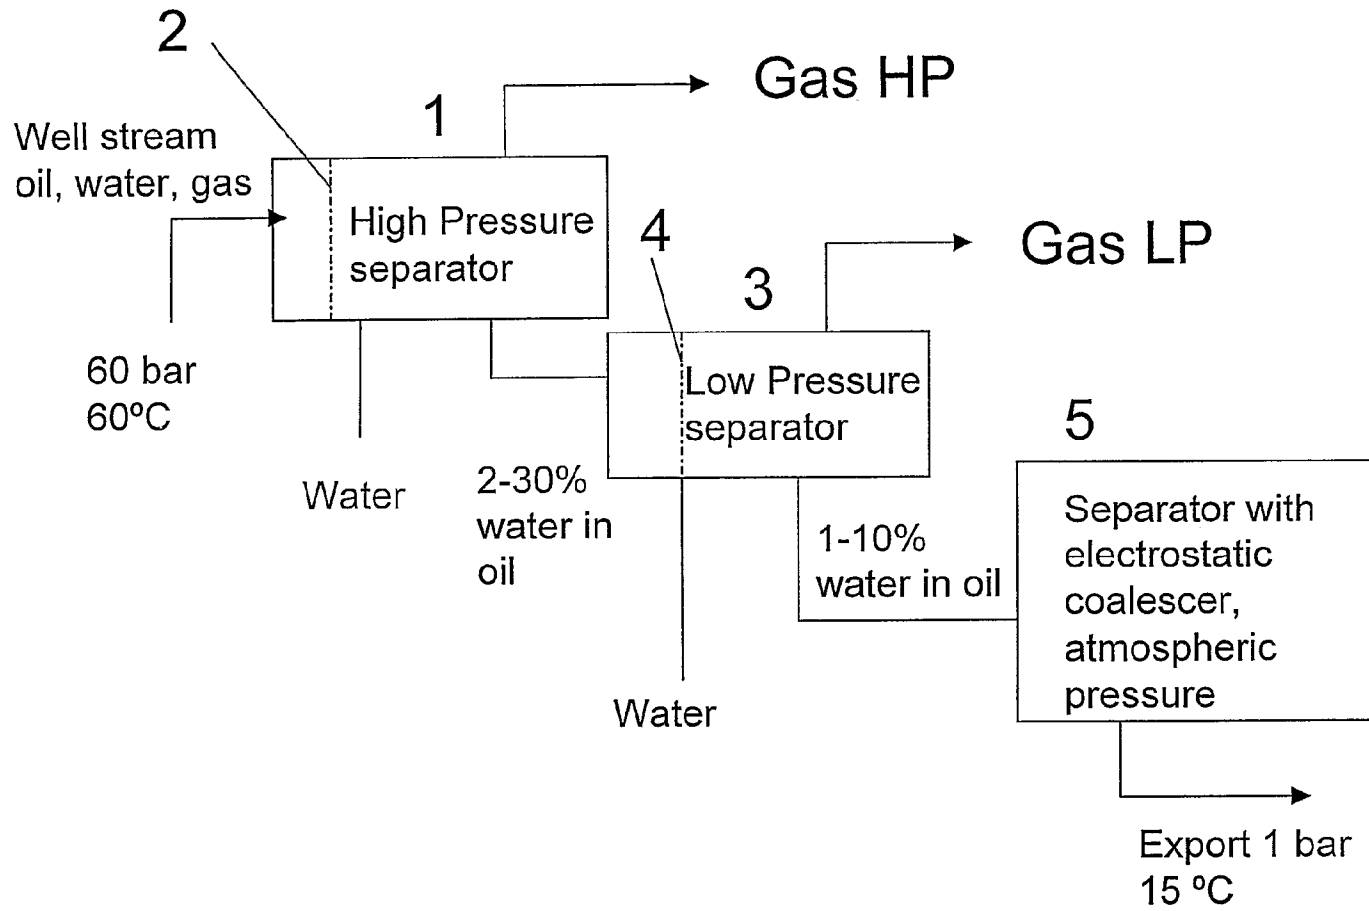 2
Gas HP
1
Well stream
oil, water, gas
High Pressure
separator
4
Gas LP
3
60 bar
60ºC
Low Pressure
separator
5
Water
2-30%
water in
oil
1-10%
water in oil
Separator with
electrostatic
coalescer,
atmospheric
pressure
Water
Export 1 bar
15 ºC